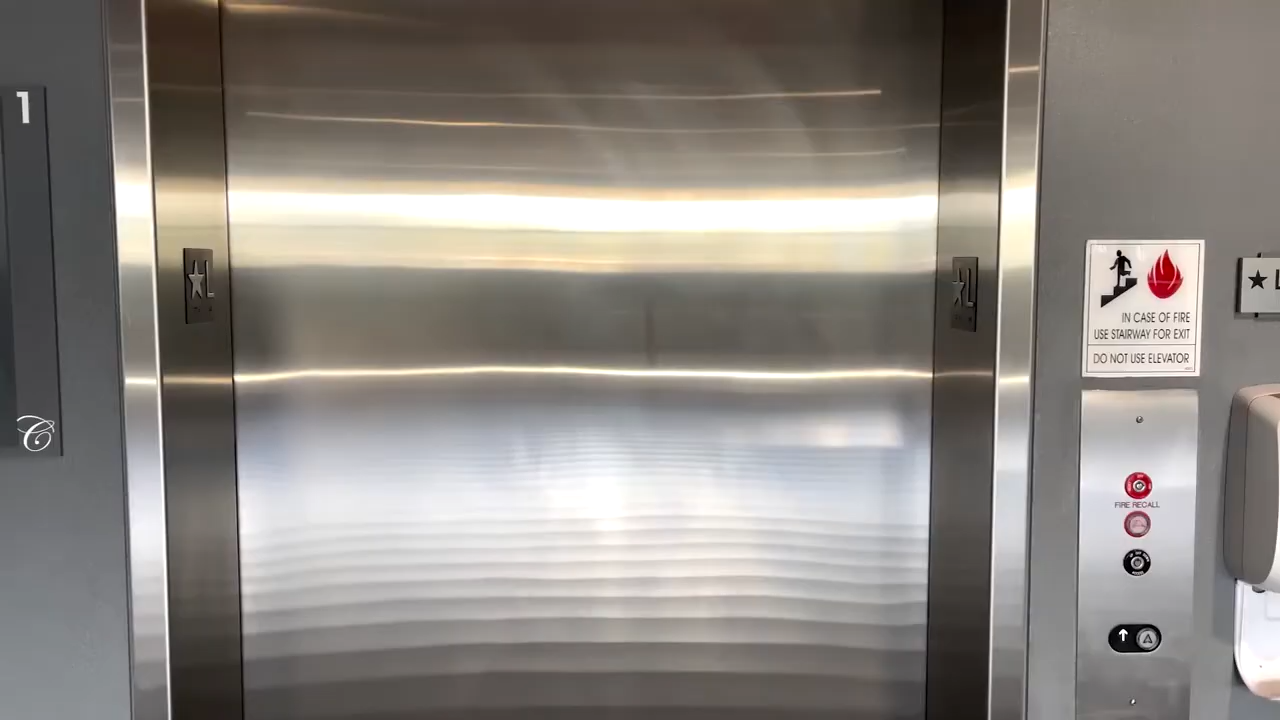 1
★L
★L
IN CASE OF FIRE
USE STAIRWAY FOR EXIT
DO NOT USE ELEVATOR
★L
FIRE RECALL
C